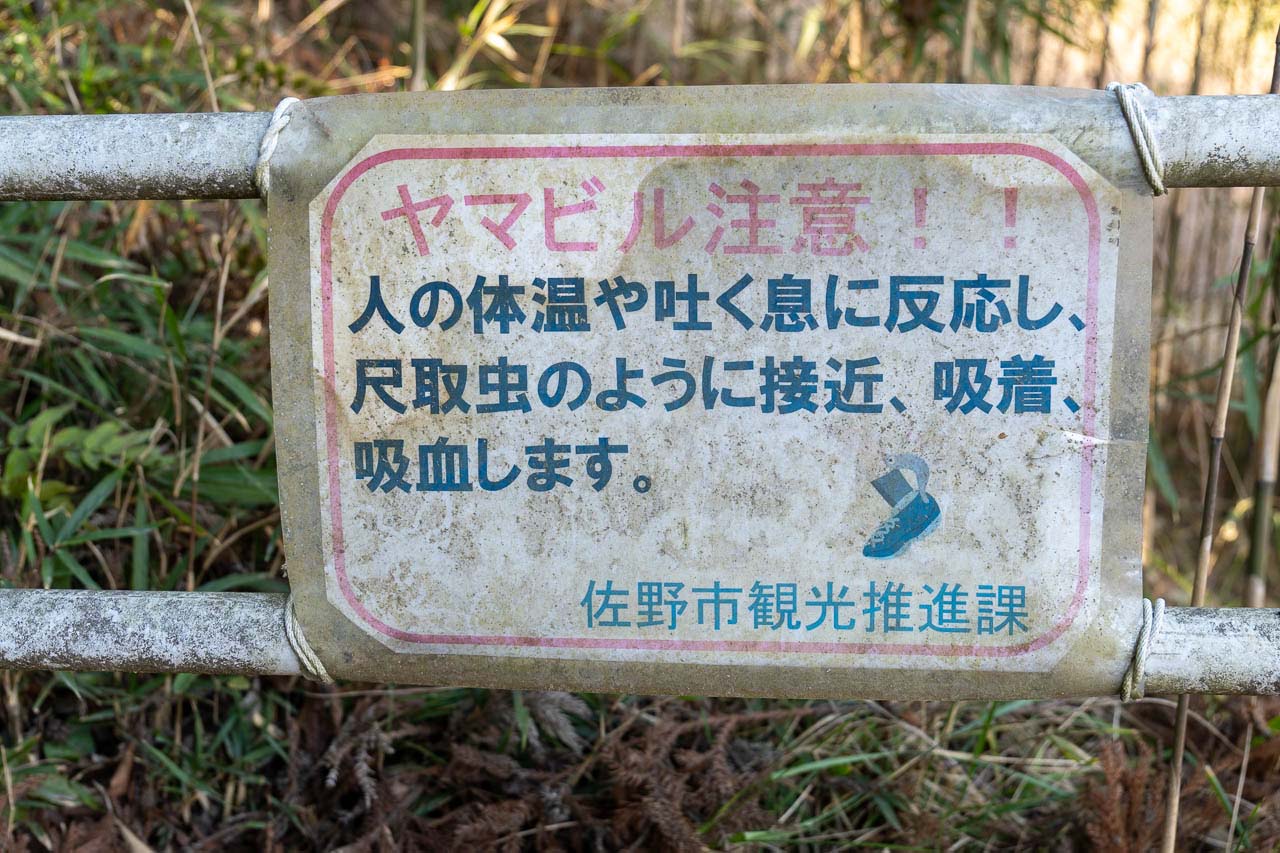 ヤマビル注意！！
人の体温や吐く息に反応し、
尺取虫のように接近、吸着、
吸血します。
佐野市観光推進課